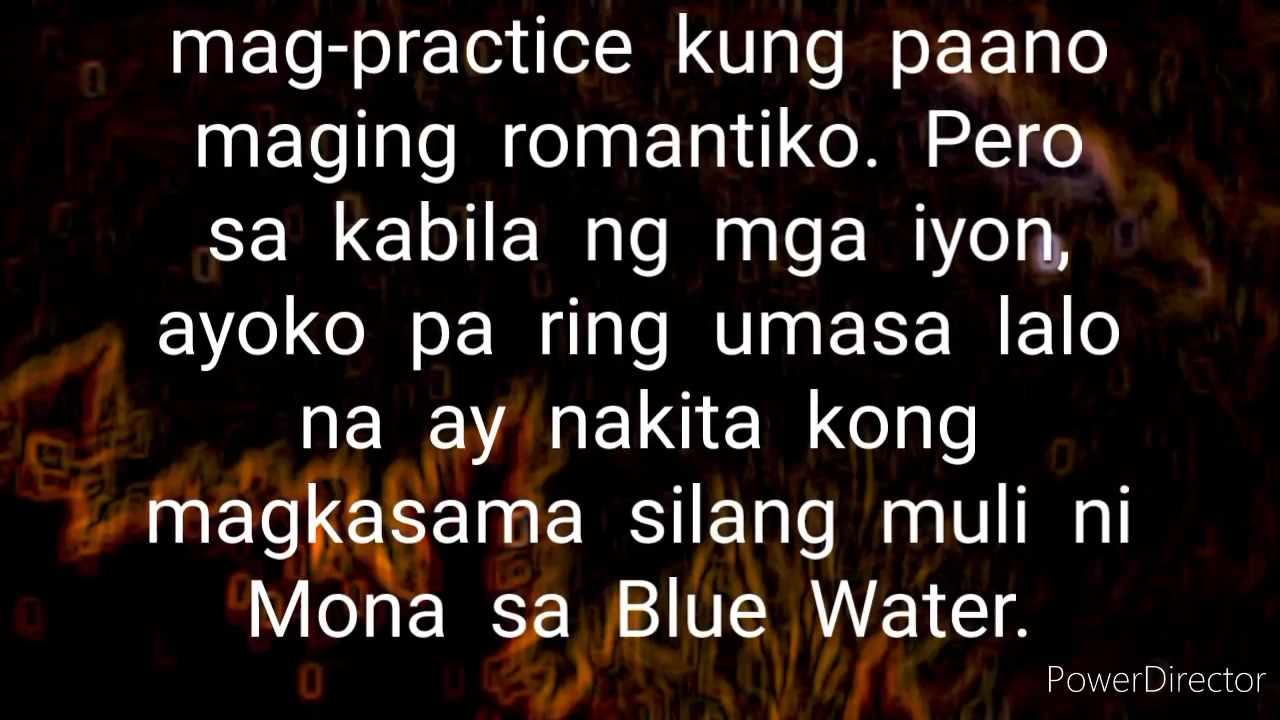 mag-practice kung paano
maging romantiko. Pero
sa kabila ng mga iyon,
ayoko pa ring umasa lalo
na ay nakita kong
magkasama silang muli ni
Mona sa Blue Water.
PowerDirector